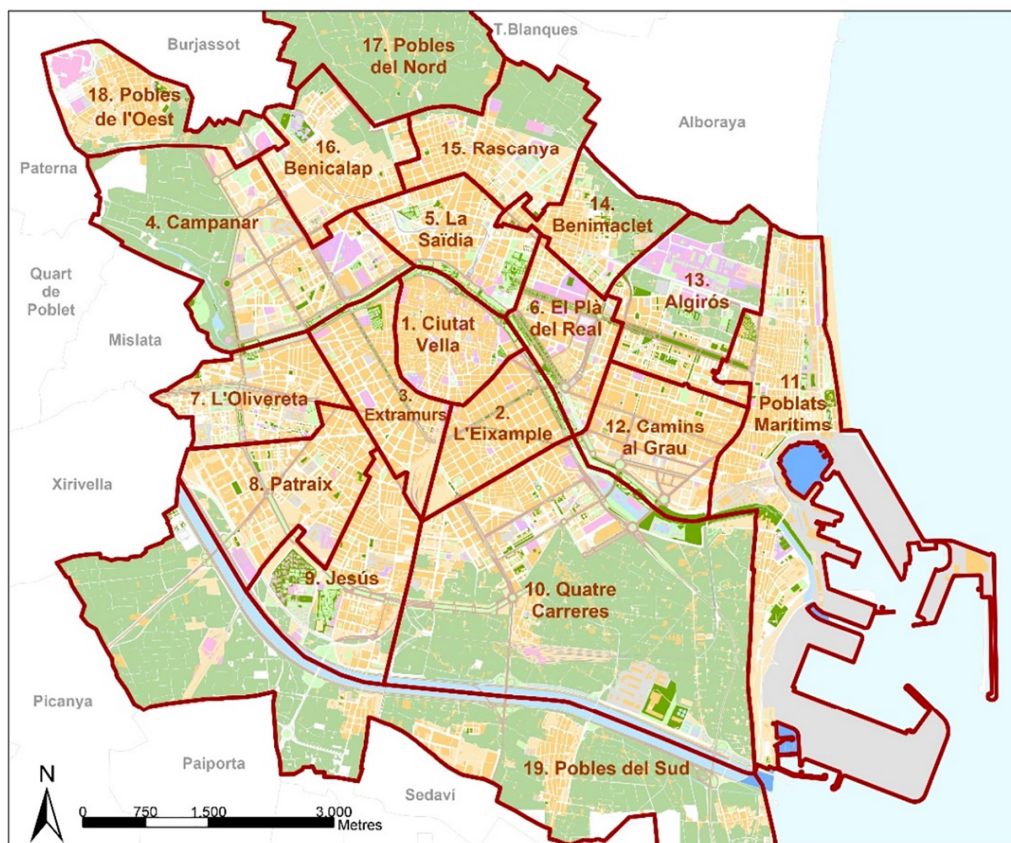 Burjassot
T.Blanques
17. Pobles
del Nord
18. Pobles
de l'Oest
Alboraya
Paterna
16.
Benicalap
15. Rascanya
4. Campanar
5. La
Saïdia
14.
Benimaclet
Quart
de
Poblet
13.
Algirós
Mislata
1. Ciutat
Vella
6. El Plà
del Real
7. L'Olivereta
3.
Extramurs
2.
L'Eixample
11.
Poblats
Marítims
12. Camins
al Grau
Xirivella
8. Patraix
9. Jesús
10. Quatre
Carreres
Picanya
Paiporta
19. Pobles del Sud
Sedaví
N
0 750 1,500 3,000
Metres